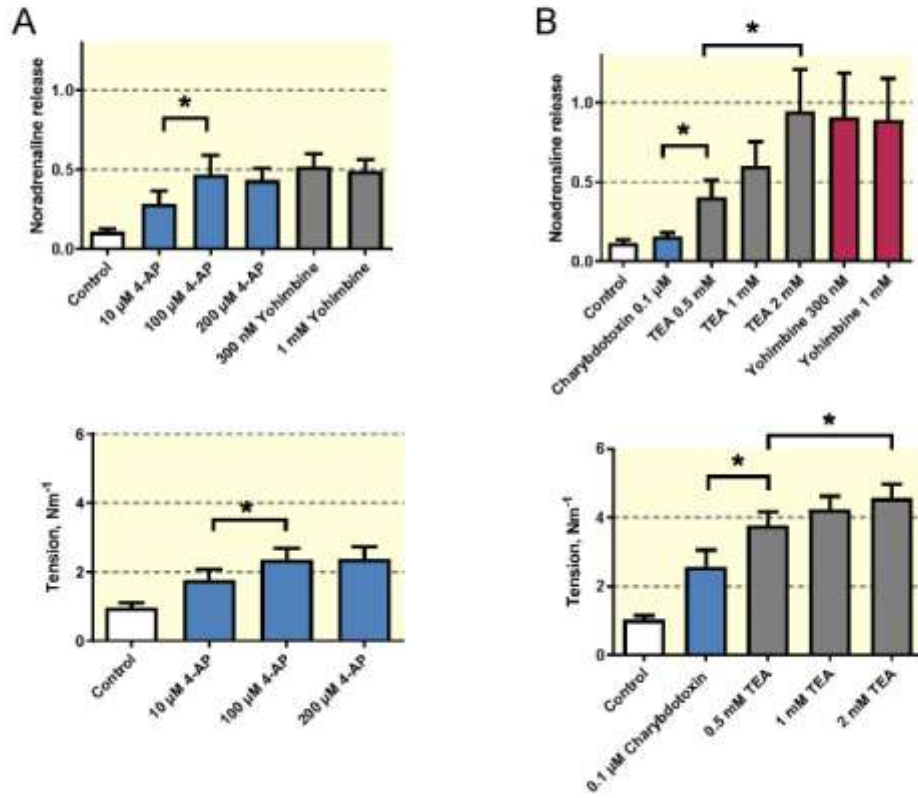 A
Noradrenaline release
1.0
0.5
0.0
*
Control
10 µM 4-AP
100 µM 4-AP
200 µM 4-AP
300 nM Yohimbine
1 mM Yohimbine
B
Noadrenaline release
1.0
0.5
0.0
*
*
Control
Charybdotoxin 0.1 µM
TEA 0.5 mM
TEA 1 mM
TEA 2 mM
Yohimbine 300 nM
Yohimbine 1 mM
Tension, Nm⁻¹
6
4
2
0
*
Control
10 µM 4-AP
100 µM 4-AP
200 µM 4-AP
Tension, Nm⁻¹
6
4
2
0
*
*
Control
0.1 µM Charybdotoxin
0.5 mM TEA
1 mM TEA
2 mM TEA